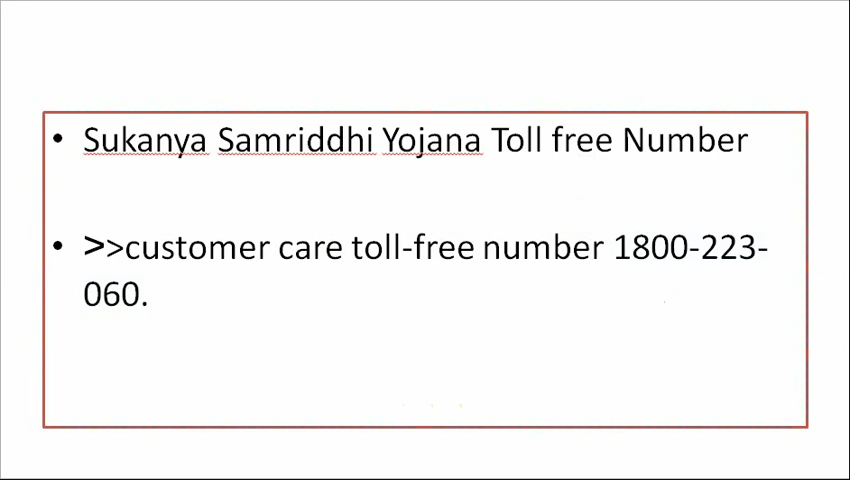 • Sukanya Samriddhi Yojana Toll free Number
• >>customer care toll-free number 1800-223-
060.